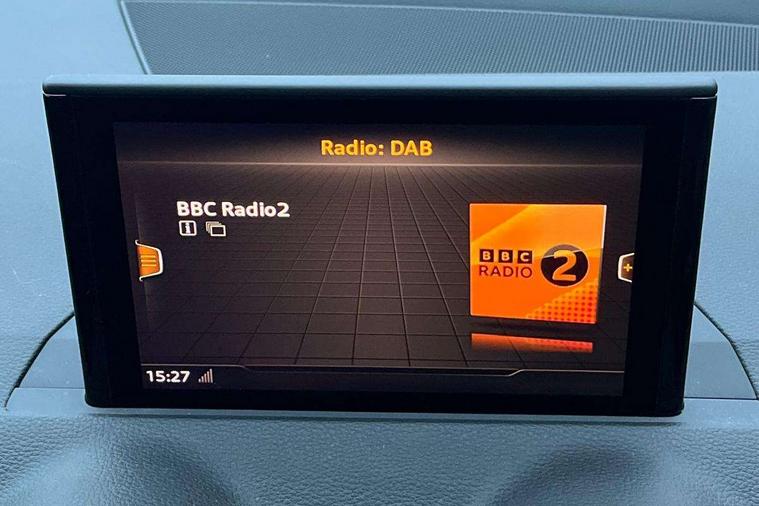 Radio: DAB
BBC Radio2
BBC
RADIO 2
15:27